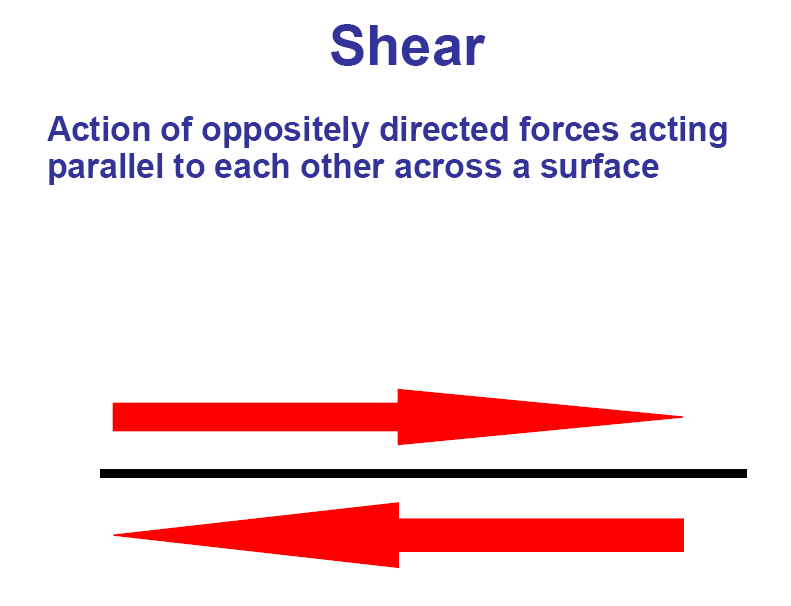 Shear
Action of oppositely directed forces acting
parallel to each other across a surface